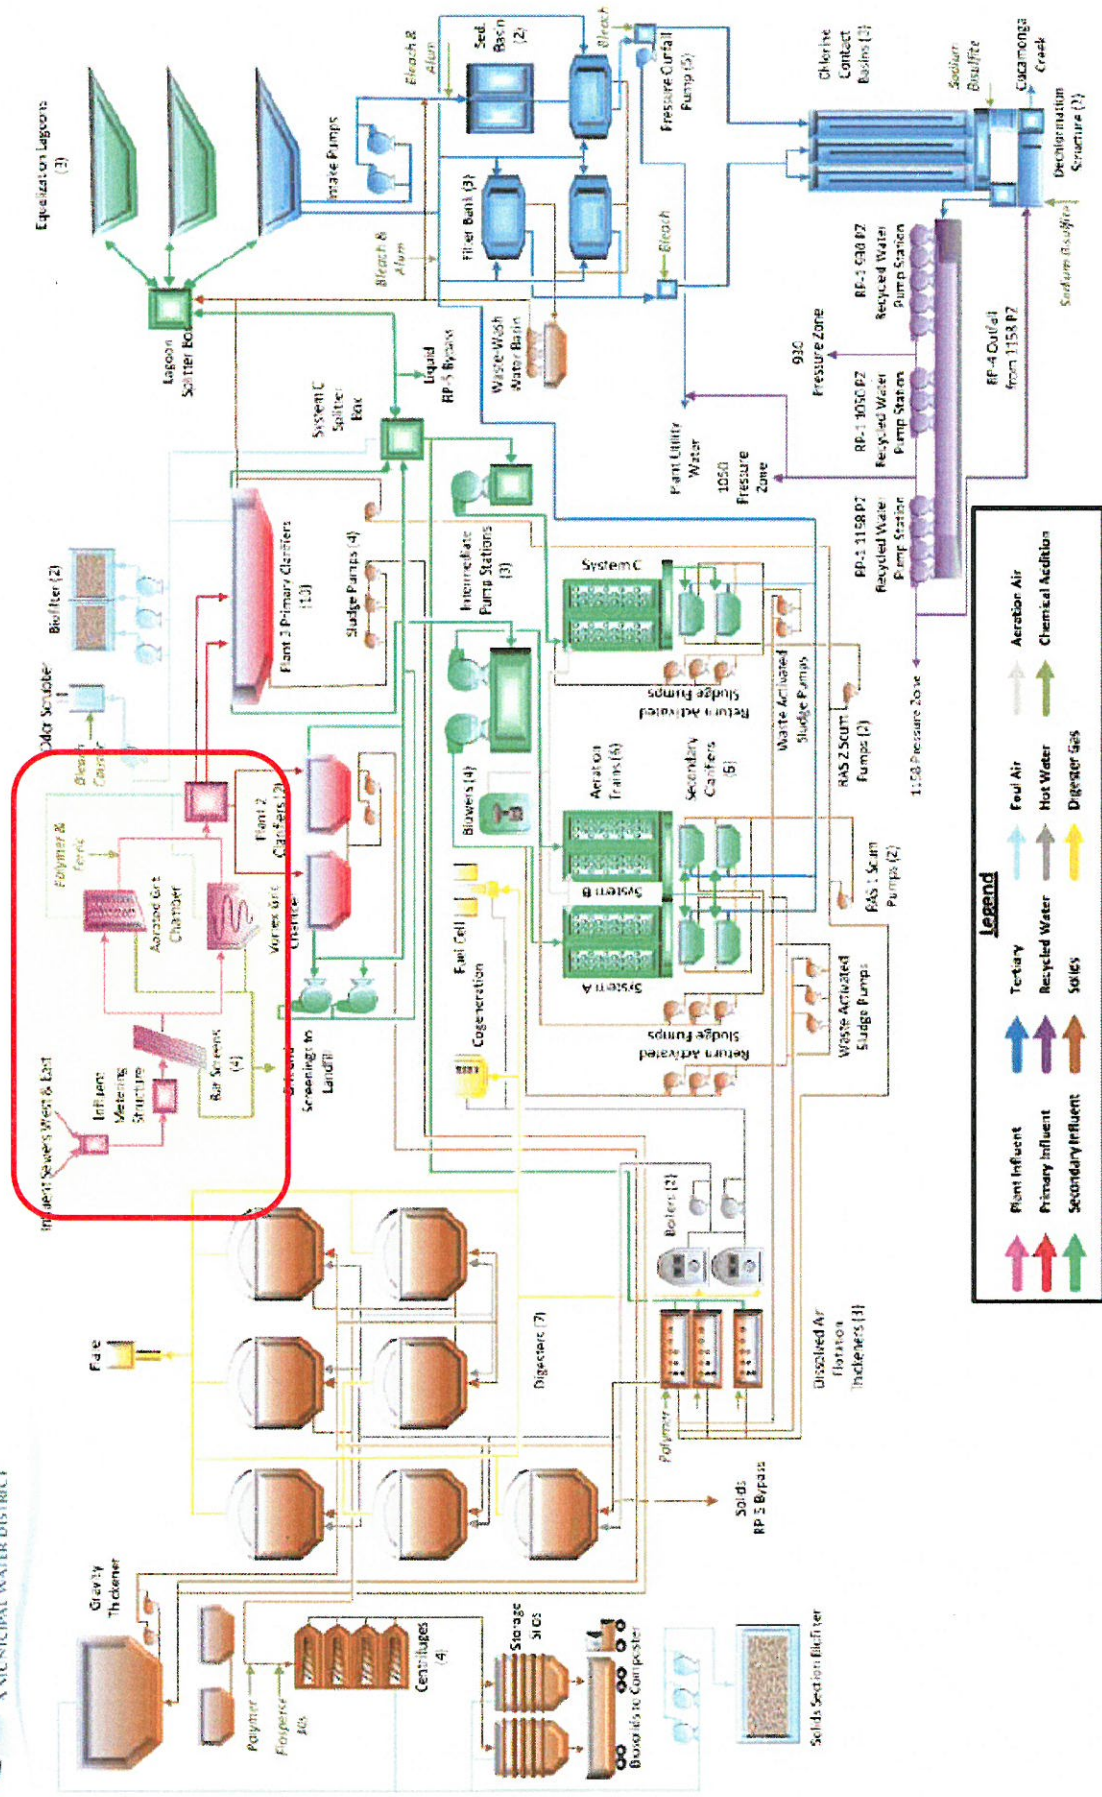 A MUNICIPAL WATER DISTRICT
Influent Sewers West & East
Influent
Metering
Structure
Bar Screens
(4)
Screenings to
Landfill
Polymer &
Ferric
Aerated Grit
Chamber
Vortex Grit
Chamber
Plant 2
Clarifiers (2)
Odor Scrubber
Bleach
Biofilter (2)
Plant 3 Primary Clarifiers
(10)
Sludge Pumps (4)
Equalization Lagoons
(3)
Lagoon
Splitter Box
System C
Splitter
Box
Liquid
RP-5 Bypass
Intake Pumps
Bleach &
Alum
Bleach &
Alum
Sed.
Basin
(2)
Filter Bank (3)
Waste-Wash
Water Basin
Bleach
Bleach
Pressure Outfall
Pump (5)
Chlorine
Contact
Basins (3)
Sodium
Bisulfite
Cucamonga
Creek
Dechlorination
Structure (2)
Sodium Bisulfite
Plant Utility
Water
1050
Pressure
Zone
930
Pressure Zone
1158 Pressure Zone
RP-1 1158 PZ
Recycled Water
Pump Station
RP-1 1050 PZ
Recycled Water
Pump Station
RP-1 930 PZ
Recycled Water
Pump Station
RP-4 Outfall
from 1158 PZ
Intermediate
Pump Stations
(3)
Blowers (4)
Aeration
Trains (6)
Secondary
Clarifiers
(6)
System A
System B
System C
Return Activated
Sludge Pumps
Return Activated
Sludge Pumps
Waste Activated
Sludge Pumps
Waste Activated
Sludge Pumps
RAS 1 Scum
Pumps (2)
RAS 2 Scum
Pumps (2)
Fuel Cell
Cogeneration
Boilers (2)
Flare
Digesters (7)
Polymer
Dissolved Air
Flotation
Thickeners (3)
Solids
RP-5 Bypass
Gravity
Thickener
Polymer
Centrifuges
(4)
Storage
Silos
Biosolids to Composter
Solids Section Biofilter
Legend
Plant Influent
Primary Influent
Secondary Influent
Tertiary
Recycled Water
Solids
Foul Air
Hot Water
Digester Gas
Aeration Air
Chemical Addition